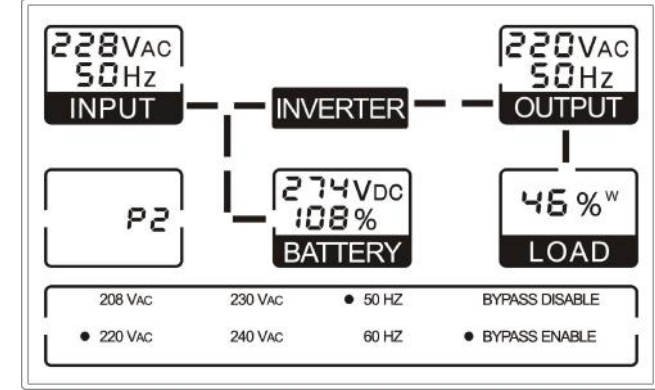 228VAC
50Hz
INPUT
INVERTER
220VAC
50Hz
OUTPUT
P2
274VDC
108%
BATTERY
46%W
LOAD
208 VAC 230 VAC ● 50 HZ BYPASS DISABLE
● 220 VAC 240 VAC 60 HZ ● BYPASS ENABLE